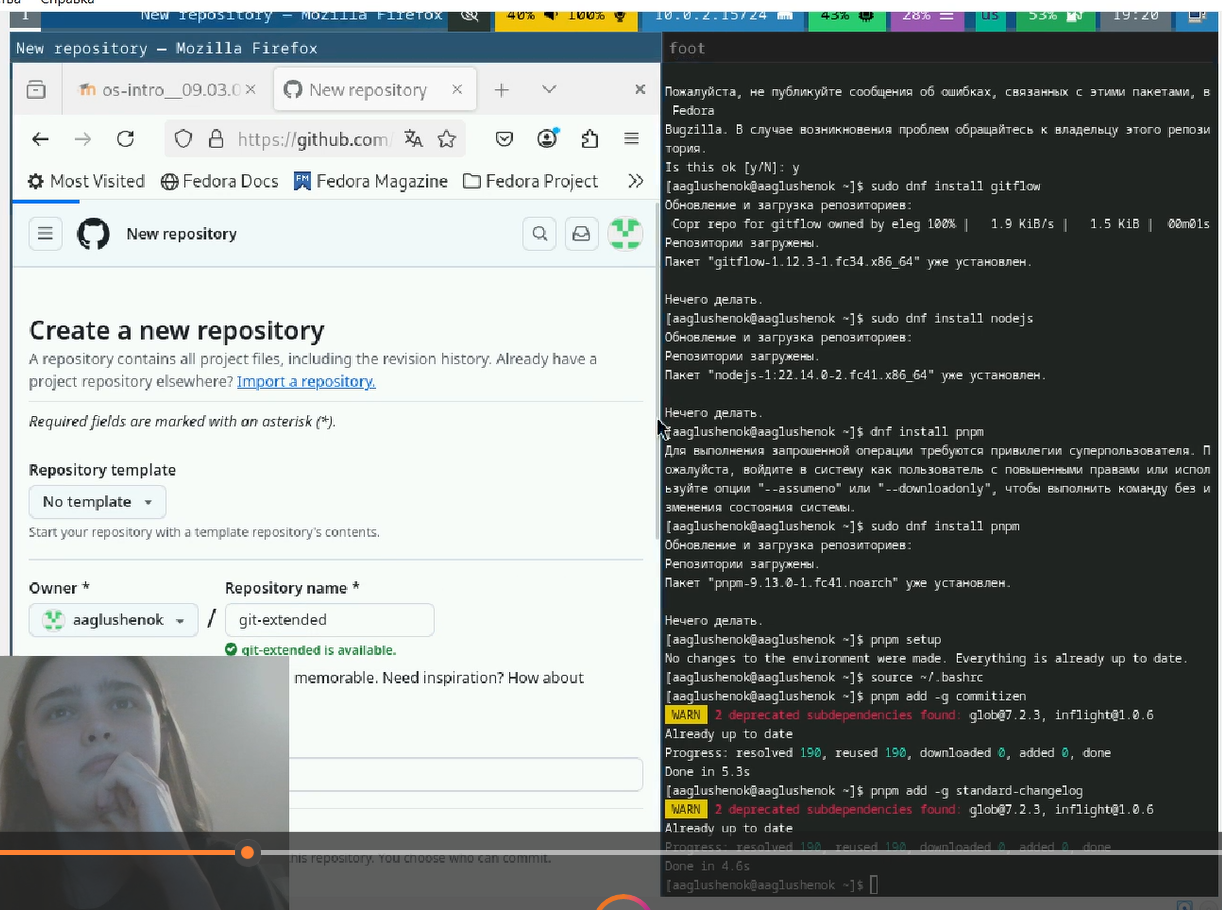 Справка
1
New repository — Mozilla Firefox
40%
100%
10.0.2.15/24
43%
28%
us
53%
19:20
New repository — Mozilla Firefox
os-intro__09.03.0
New repository
https://github.com
Most Visited
Fedora Docs
Fedora Magazine
Fedora Project
New repository
Create a new repository
A repository contains all project files, including the revision history. Already have a
project repository elsewhere? Import a repository.
Required fields are marked with an asterisk (*).
Repository template
No template
Start your repository with a template repository's contents.
Owner *
Repository name *
aaglushenok
/
git-extended
git-extended is available.
memorable. Need inspiration? How about
this repository. You choose who can commit.
foot
Пожалуйста, не публикуйте сообщения об ошибках, связанных с этими пакетами, в
Fedora
Bugzilla. В случае возникновения проблем обращайтесь к владельцу этого репози
тория.
Is this ok [y/N]: y
[aaglushenok@aaglushenok ~]$ sudo dnf install gitflow
Обновление и загрузка репозиториев:
Copr repo for gitflow owned by eleg 100% | 1.9 KiB/s | 1.5 KiB | 00m01s
Репозитории загружены.
Пакет "gitflow-1.12.3-1.fc34.x86_64" уже установлен.
Нечего делать.
[aaglushenok@aaglushenok ~]$ sudo dnf install nodejs
Обновление и загрузка репозиториев:
Репозитории загружены.
Пакет "nodejs-1:22.14.0-2.fc41.x86_64" уже установлен.
Нечего делать.
[aaglushenok@aaglushenok ~]$ dnf install pnpm
Для выполнения запрошенной операции требуются привилегии суперпользователя. П
ожалуйста, войдите в систему как пользователь с повышенными правами или испол
ьзуйте опции "--assumeno" или "--downloadonly", чтобы выполнить команду без и
зменения состояния системы.
[aaglushenok@aaglushenok ~]$ sudo dnf install pnpm
Обновление и загрузка репозиториев:
Репозитории загружены.
Пакет "pnpm-9.13.0-1.fc41.noarch" уже установлен.
Нечего делать.
[aaglushenok@aaglushenok ~]$ pnpm setup
No changes to the environment were made. Everything is already up to date.
[aaglushenok@aaglushenok ~]$ source ~/.bashrc
[aaglushenok@aaglushenok ~]$ pnpm add -g commitizen
WARN 2 deprecated subdependencies found: glob@7.2.3, inflight@1.0.6
Already up to date
Progress: resolved 190, reused 190, downloaded 0, added 0, done
Done in 5.3s
[aaglushenok@aaglushenok ~]$ pnpm add -g standard-changelog
WARN 2 deprecated subdependencies found: glob@7.2.3, inflight@1.0.6
Already up to date
Progress: resolved 190, reused 190, downloaded 0, added 0, done
Done in 4.6s
[aaglushenok@aaglushenok ~]$